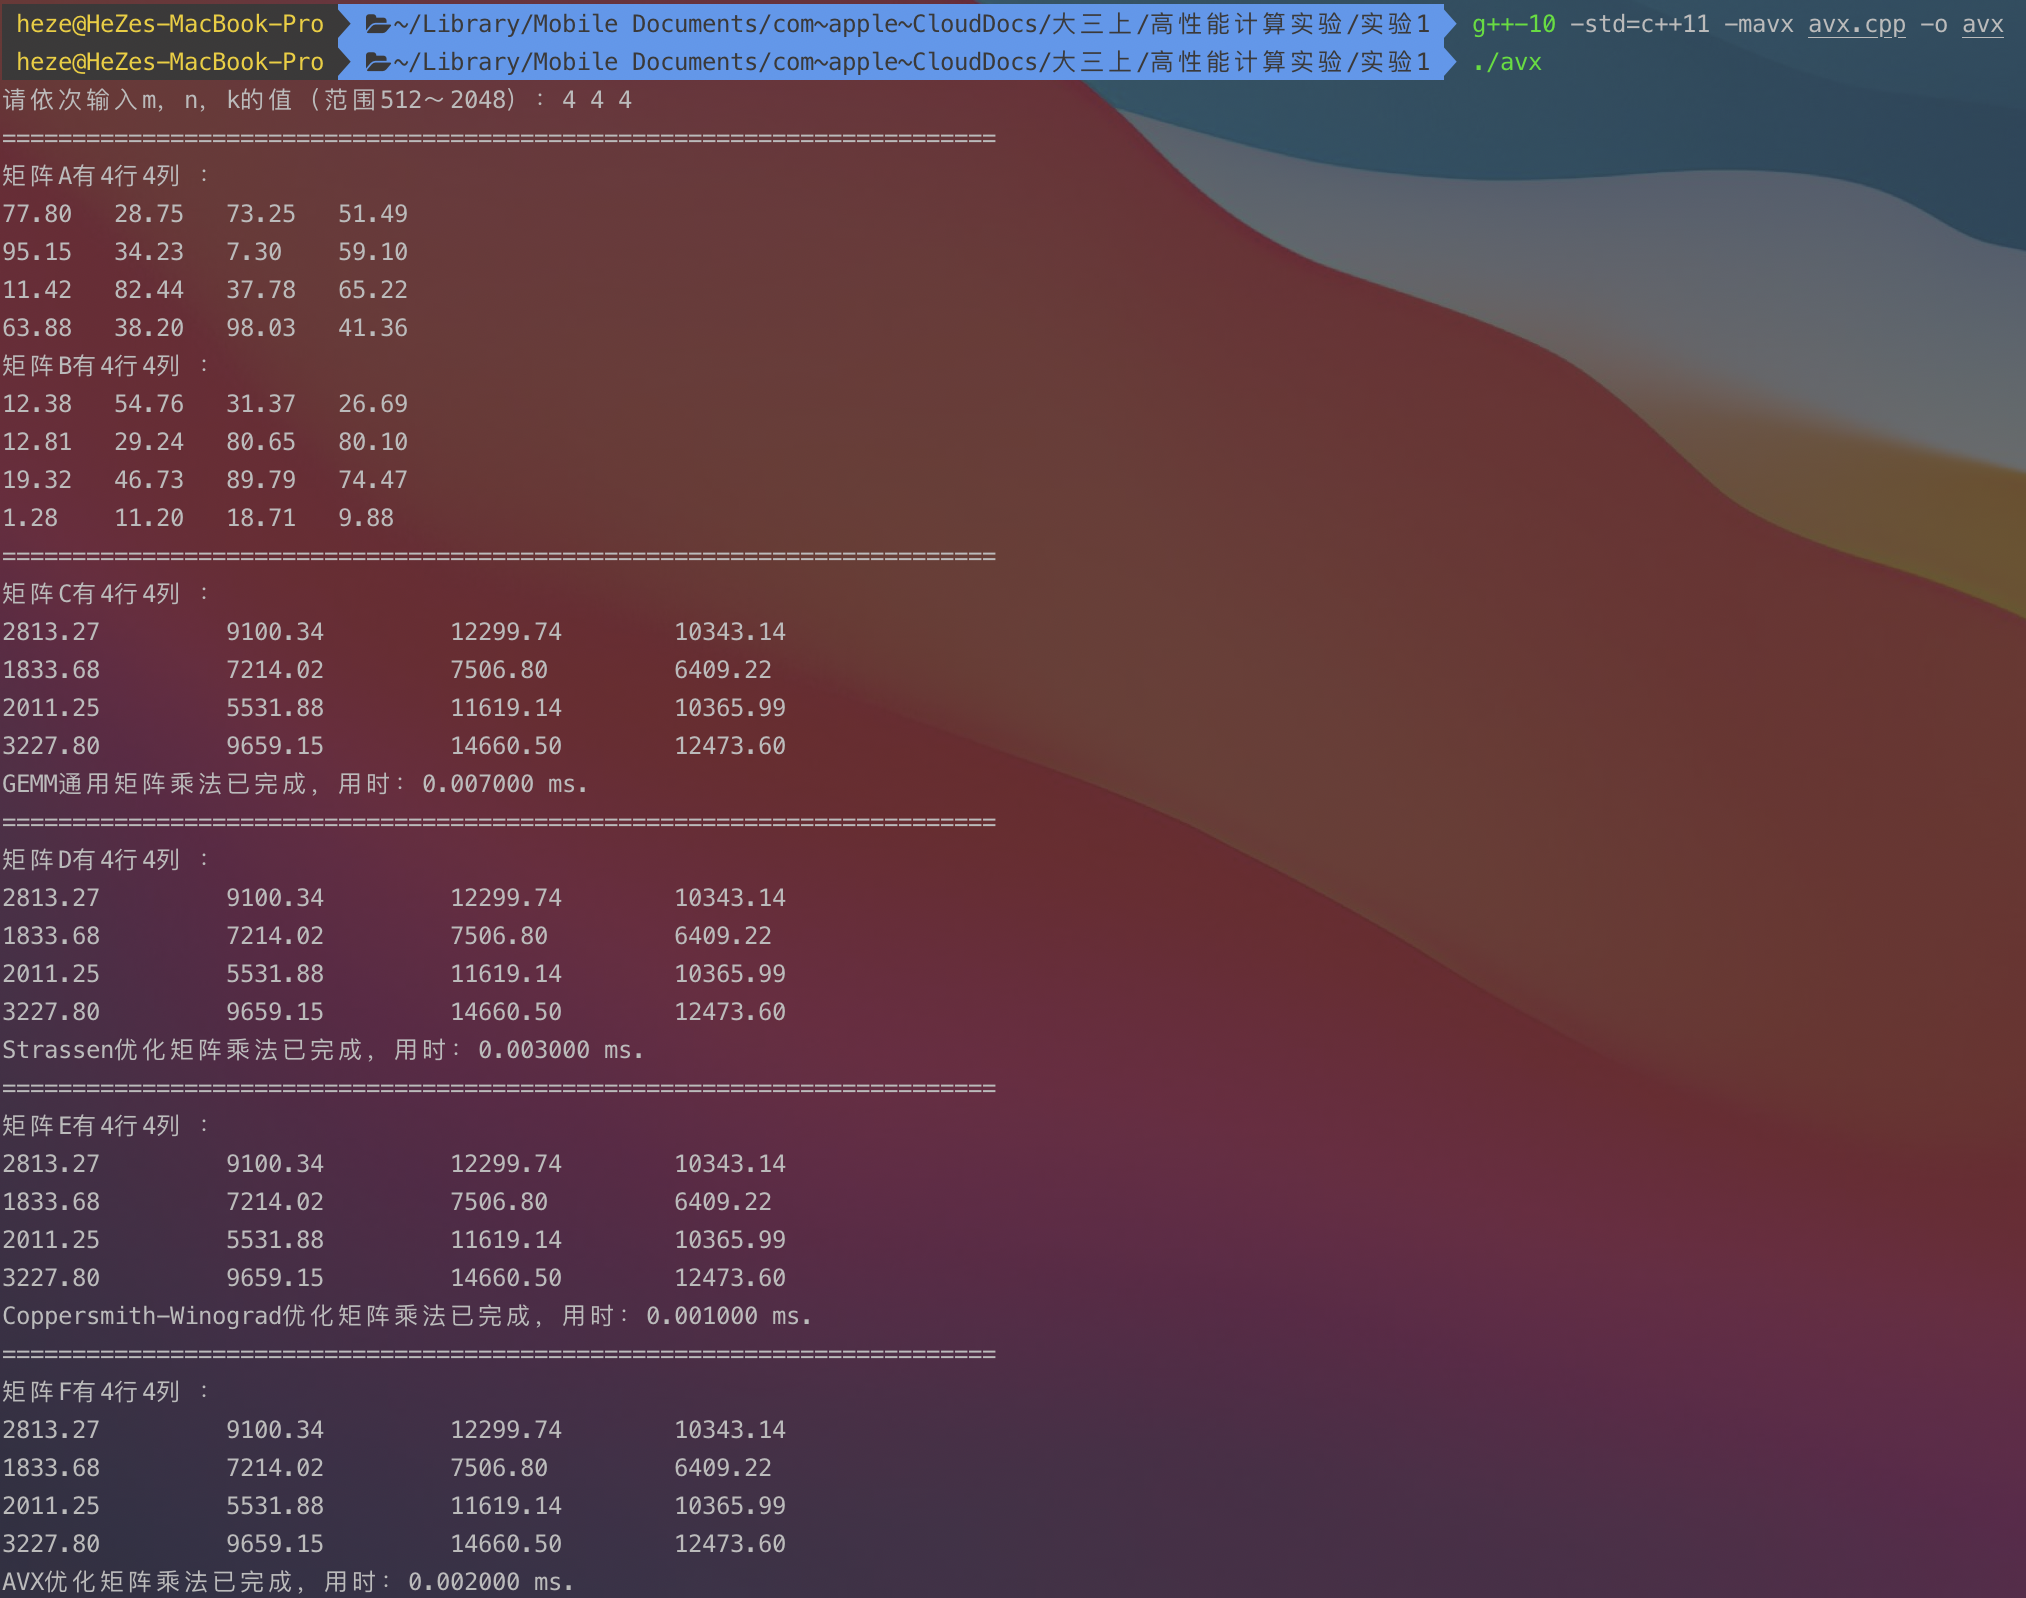 heze@HeZes-MacBook-Pro ~/Library/Mobile Documents/com~apple~CloudDocs/大三上/高性能计算实验/实验1 g++-10 -std=c++11 -mavx avx.cpp -o avx
heze@HeZes-MacBook-Pro ~/Library/Mobile Documents/com~apple~CloudDocs/大三上/高性能计算实验/实验1 ./avx
请依次输入m, n, k的值（范围512～2048）: 4 4 4
=======================================================================
矩阵A有4行4列 :
77.80 28.75 73.25 51.49
95.15 34.23 7.30 59.10
11.42 82.44 37.78 65.22
63.88 38.20 98.03 41.36
矩阵B有4行4列 :
12.38 54.76 31.37 26.69
12.81 29.24 80.65 80.10
19.32 46.73 89.79 74.47
1.28 11.20 18.71 9.88
=======================================================================
矩阵C有4行4列 :
2813.27 9100.34 12299.74 10343.14
1833.68 7214.02 7506.80 6409.22
2011.25 5531.88 11619.14 10365.99
3227.80 9659.15 14660.50 12473.60
GEMM通用矩阵乘法已完成, 用时: 0.007000 ms.
=======================================================================
矩阵D有4行4列 :
2813.27 9100.34 12299.74 10343.14
1833.68 7214.02 7506.80 6409.22
2011.25 5531.88 11619.14 10365.99
3227.80 9659.15 14660.50 12473.60
Strassen优化矩阵乘法已完成, 用时: 0.003000 ms.
=======================================================================
矩阵E有4行4列 :
2813.27 9100.34 12299.74 10343.14
1833.68 7214.02 7506.80 6409.22
2011.25 5531.88 11619.14 10365.99
3227.80 9659.15 14660.50 12473.60
Coppersmith-Winograd优化矩阵乘法已完成, 用时: 0.001000 ms.
=======================================================================
矩阵F有4行4列 :
2813.27 9100.34 12299.74 10343.14
1833.68 7214.02 7506.80 6409.22
2011.25 5531.88 11619.14 10365.99
3227.80 9659.15 14660.50 12473.60
AVX优化矩阵乘法已完成, 用时: 0.002000 ms.